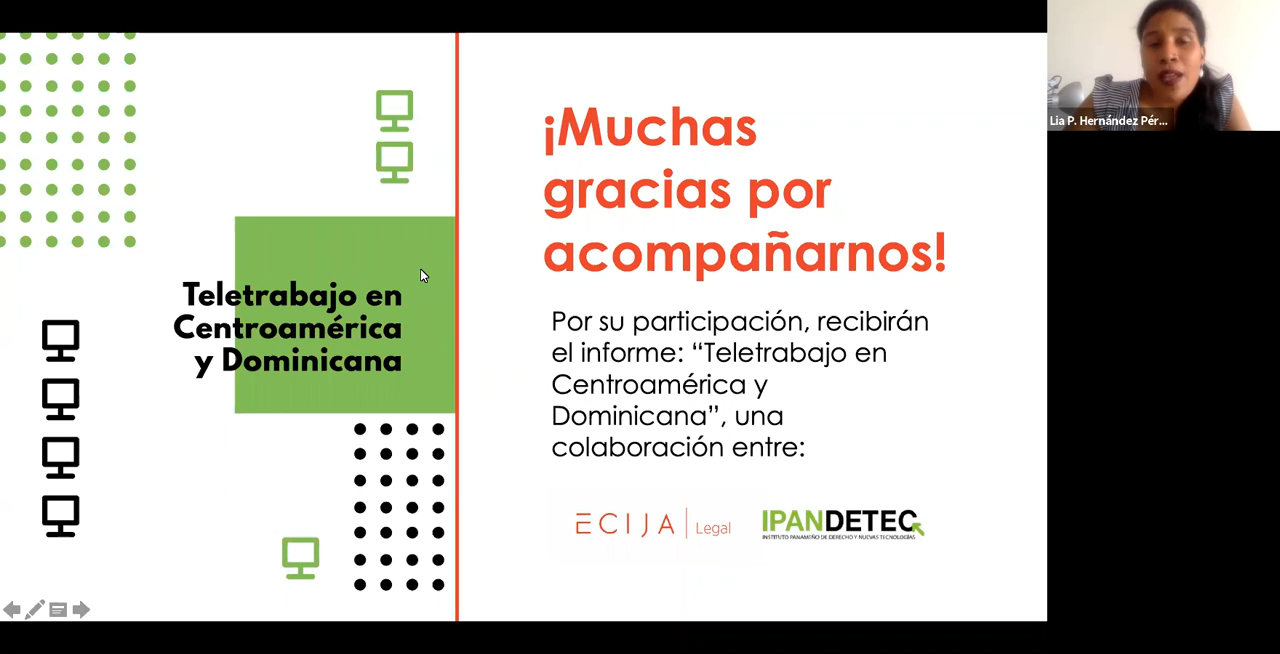 Teletrabajo en
Centroamérica
y Dominicana
¡Muchas
gracias por
acompañarnos!
Por su participación, recibirán
el informe: “Teletrabajo en
Centroamérica y
Dominicana”, una
colaboración entre:
ECIJA Legal
IPANDETEC
INSTITUTO PANAMEÑO DE DERECHO Y NUEVAS TECNOLOGÍAS
Lia P. Hernández Pér...